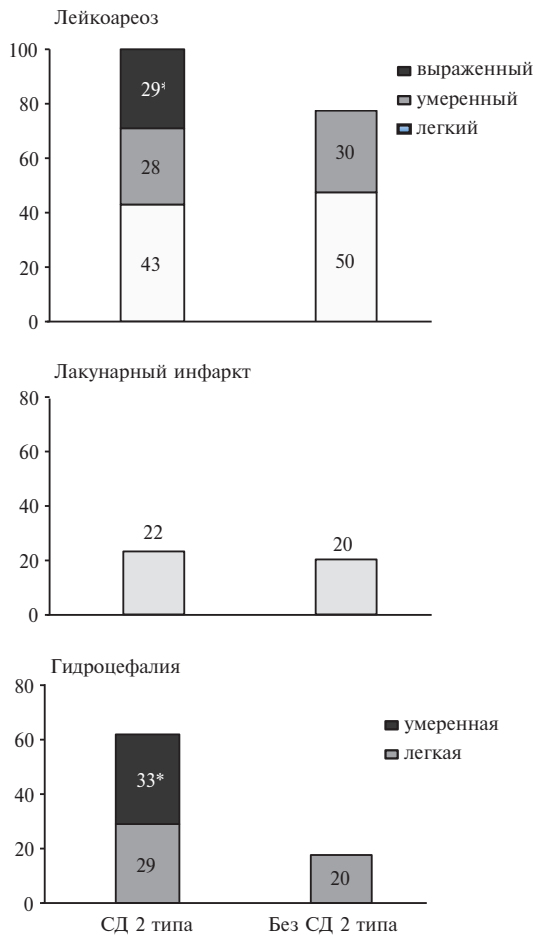 Лейкоареоз
100
80
60
40
20
0
29*
28
43
30
50
выраженный
умеренный
легкий
Лакунарный инфаркт
80
60
40
20
0
22
20
Гидроцефалия
80
60
40
20
0
33*
29
20
умеренная
легкая
СД 2 типа Без СД 2 типа